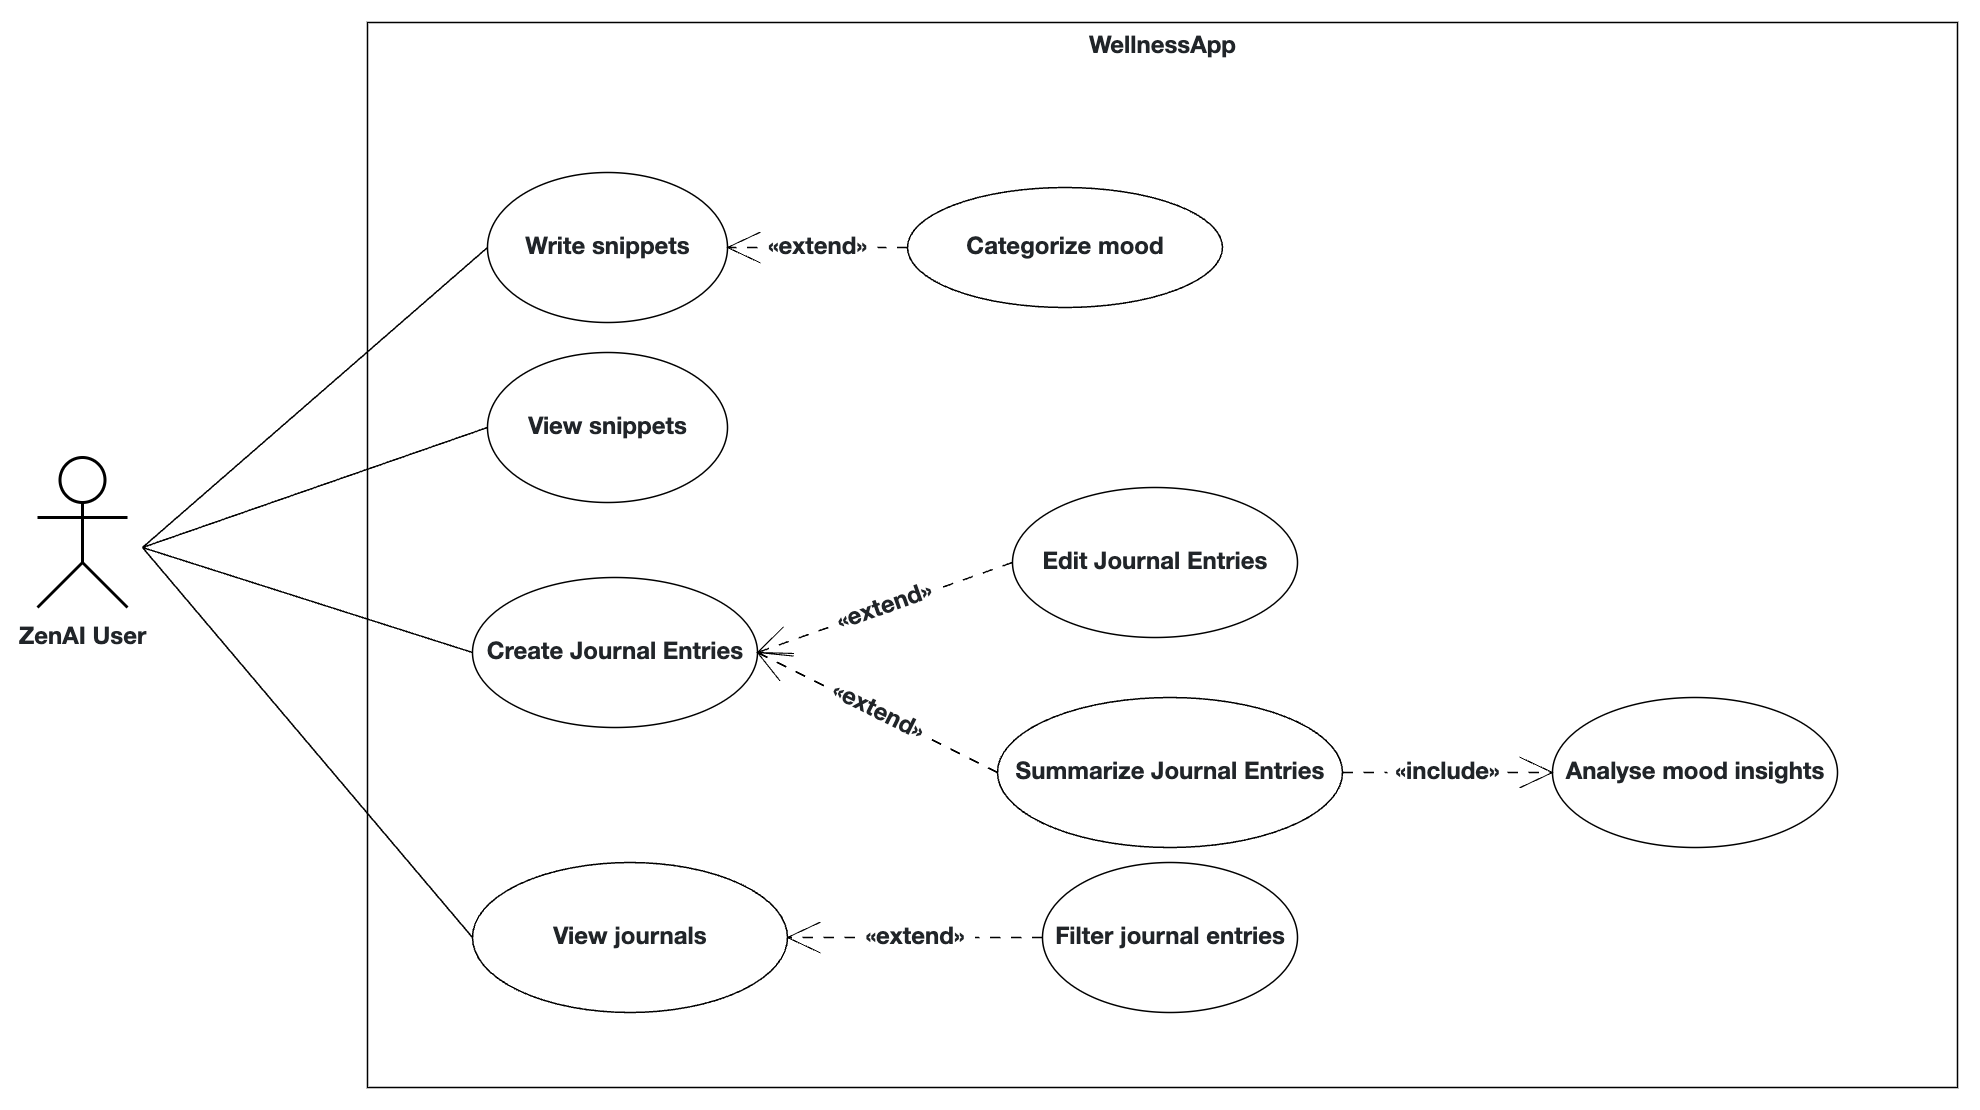 WellnessApp
Write snippets
«extend»
Categorize mood
View snippets
ZenAI User
Edit Journal Entries
«extend»
Create Journal Entries
«extend»
Summarize Journal Entries
«include»
Analyse mood insights
View journals
«extend»
Filter journal entries